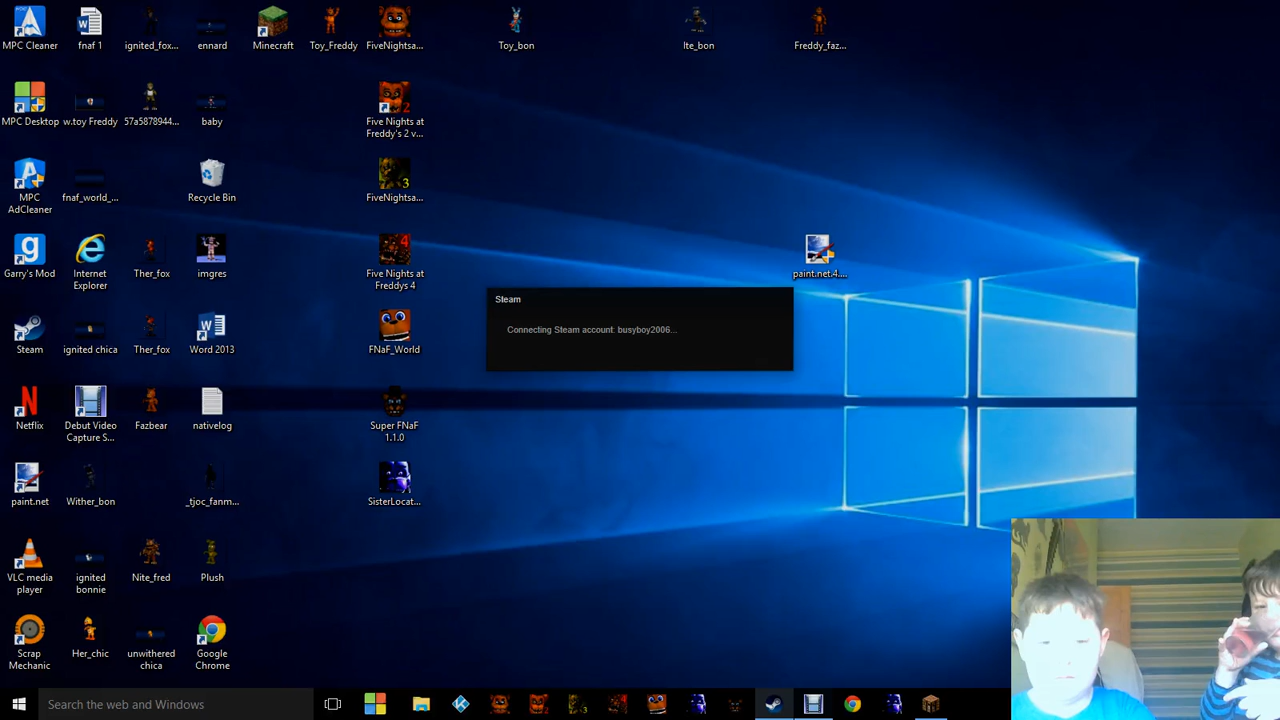 MPC Cleaner
fnaf 1
ignited_fox...
ennard
Minecraft
Toy_Freddy
FiveNightsa...
Toy_bon
Ite_bon
Freddy_faz...
MPC Desktop
w.toy Freddy
57a5878944...
baby
Five Nights at
Freddy's 2 v...
MPC
AdCleaner
fnaf_world_...
Recycle Bin
FiveNightsa...
Garry's Mod
Internet
Explorer
Ther_fox
imgres
Five Nights at
Freddys 4
paint.net.4....
Steam
Connecting Steam account: busyboy2006...
Steam
ignited chica
Ther_fox
Word 2013
FNaF_World
Netflix
Debut Video
Capture S...
Fazbear
nativelog
Super FNaF
1.1.0
paint.net
Wither_bon
_tjoc_fanm...
SisterLocat...
VLC media
player
ignited
bonnie
Nite_fred
Plush
Scrap
Mechanic
Her_chic
unwithered
chica
Google
Chrome
Search the web and Windows